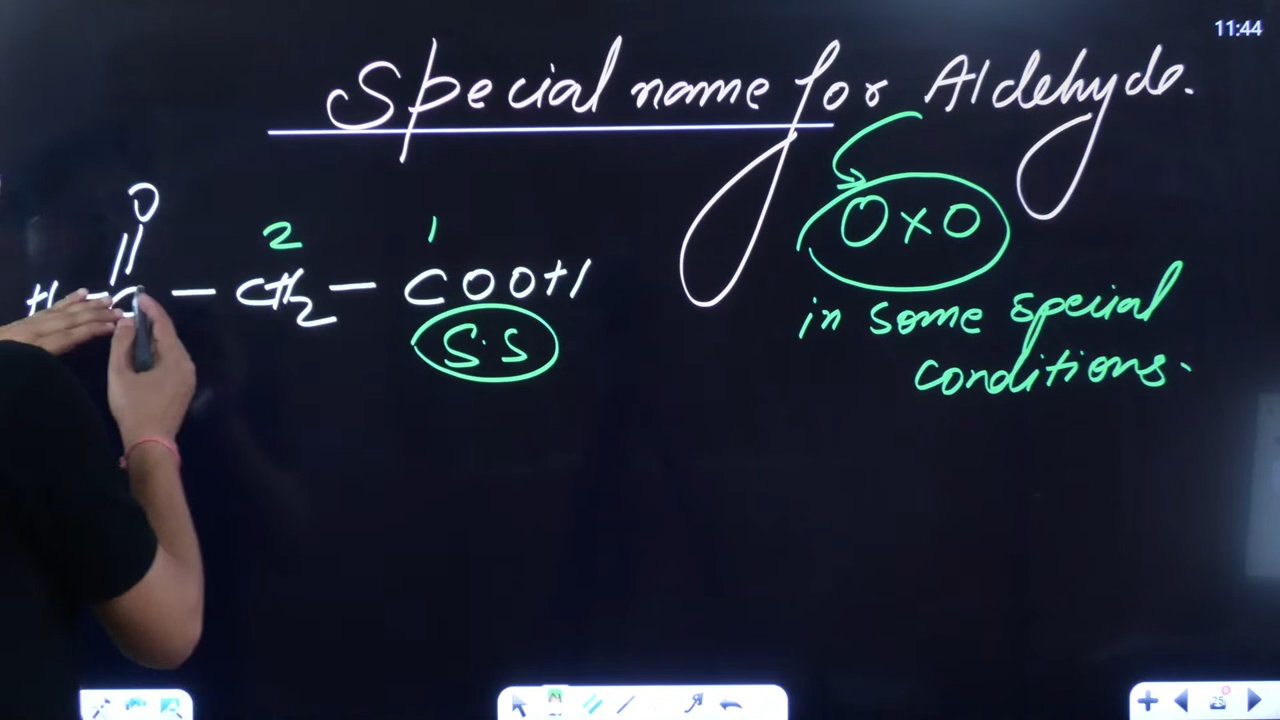 11:44
Special name for Aldehyde.
O
2 1
H - C - CH2 - COOH
S.S
OXO
in some special
conditions.